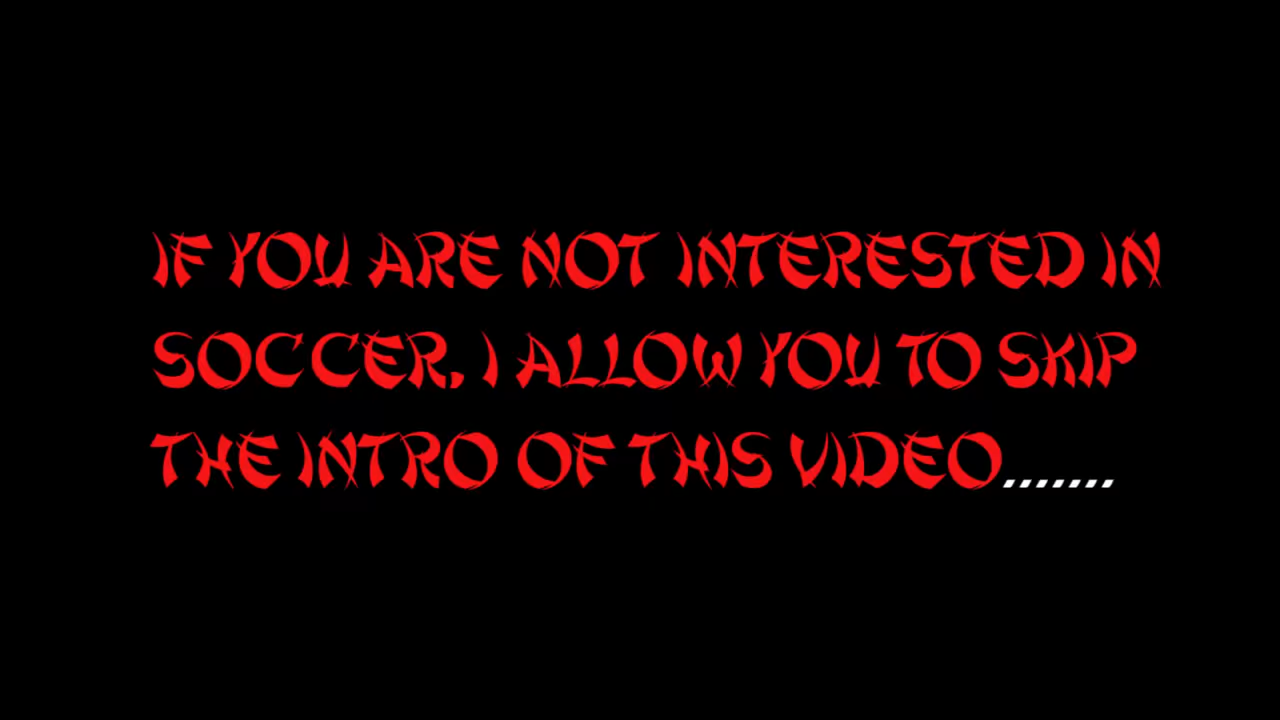 IF YOU ARE NOT INTERESTED IN
SOCCER, I ALLOW YOU TO SKIP
THE INTRO OF THIS VIDEO.......